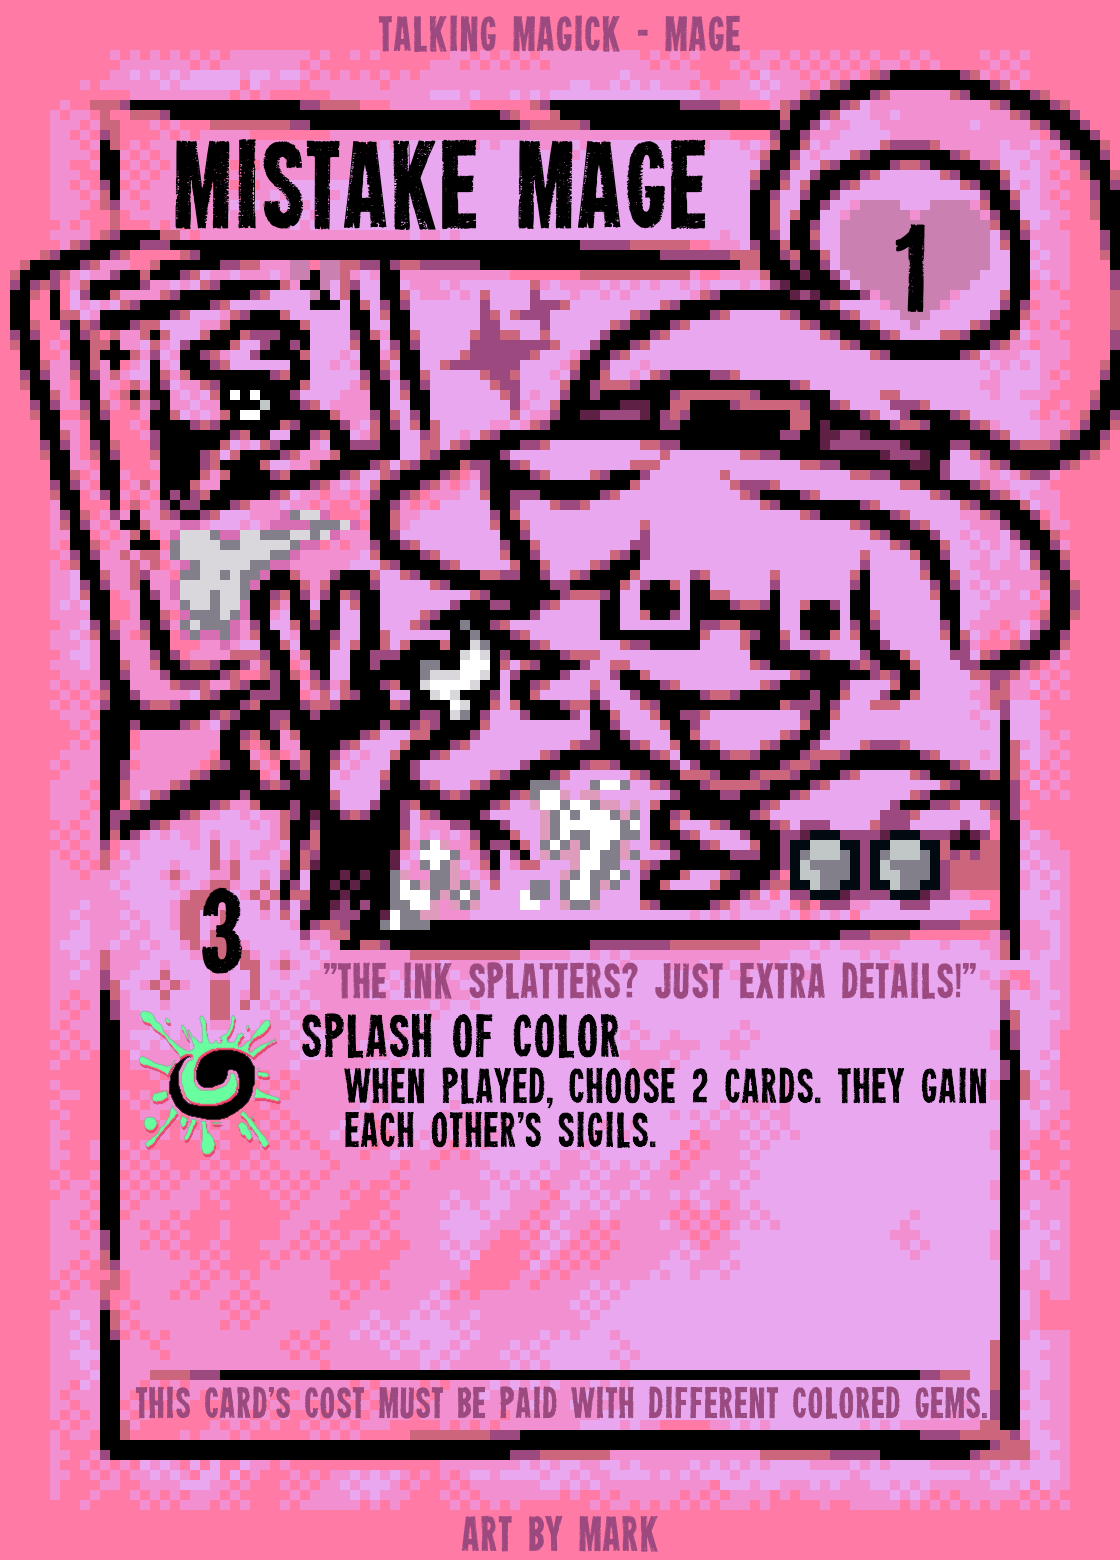 TALKING MAGICK - MAGE
MISTAKE MAGE
1
3
"THE INK SPLATTERS? JUST EXTRA DETAILS!"
SPLASH OF COLOR
WHEN PLAYED, CHOOSE 2 CARDS. THEY GAIN
EACH OTHER'S SIGILS.
THIS CARD'S COST MUST BE PAID WITH DIFFERENT COLORED GEMS.
ART BY MARK